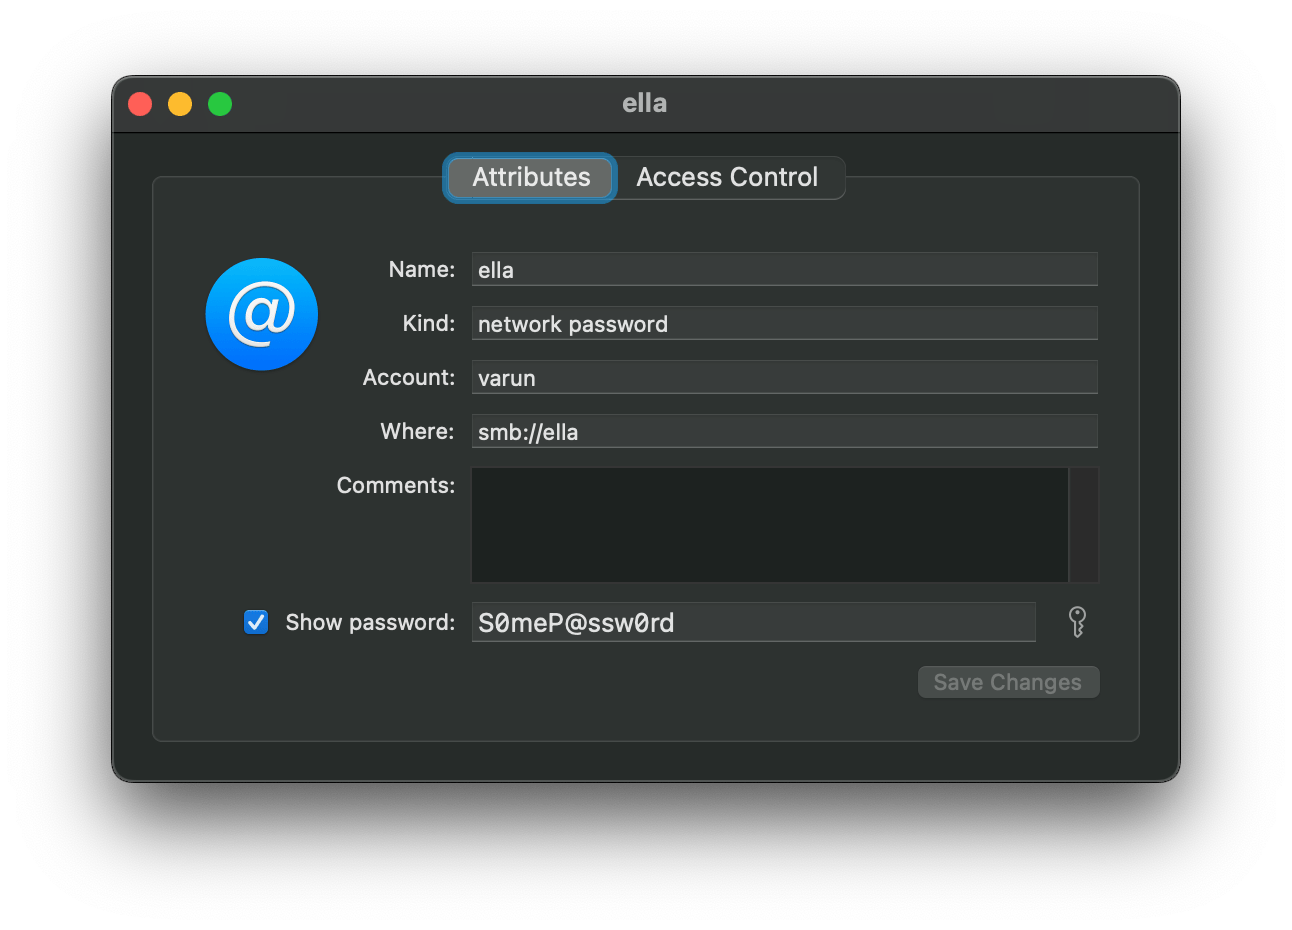 ella
Attributes Access Control
@
Name: ella
Kind: network password
Account: varun
Where: smb://ella
Comments:
Show password: S0meP@ssw0rd
Save Changes